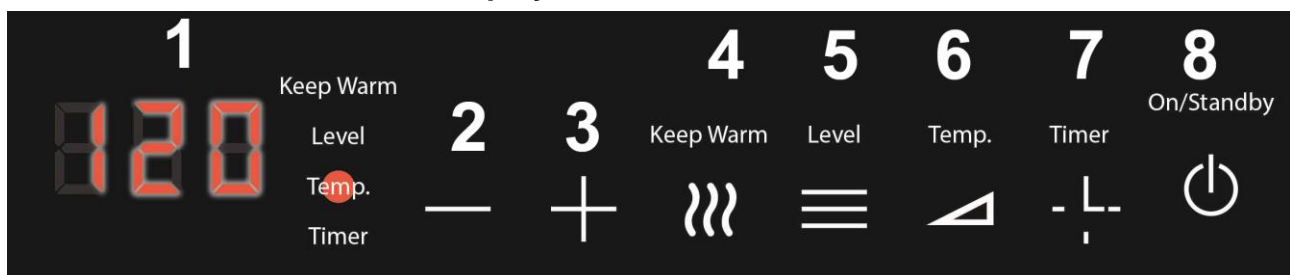 1
120
Keep Warm
Level
Temp.
Timer
2
3
4
Keep Warm
5
Level
6
Temp.
7
Timer
8
On/Standby